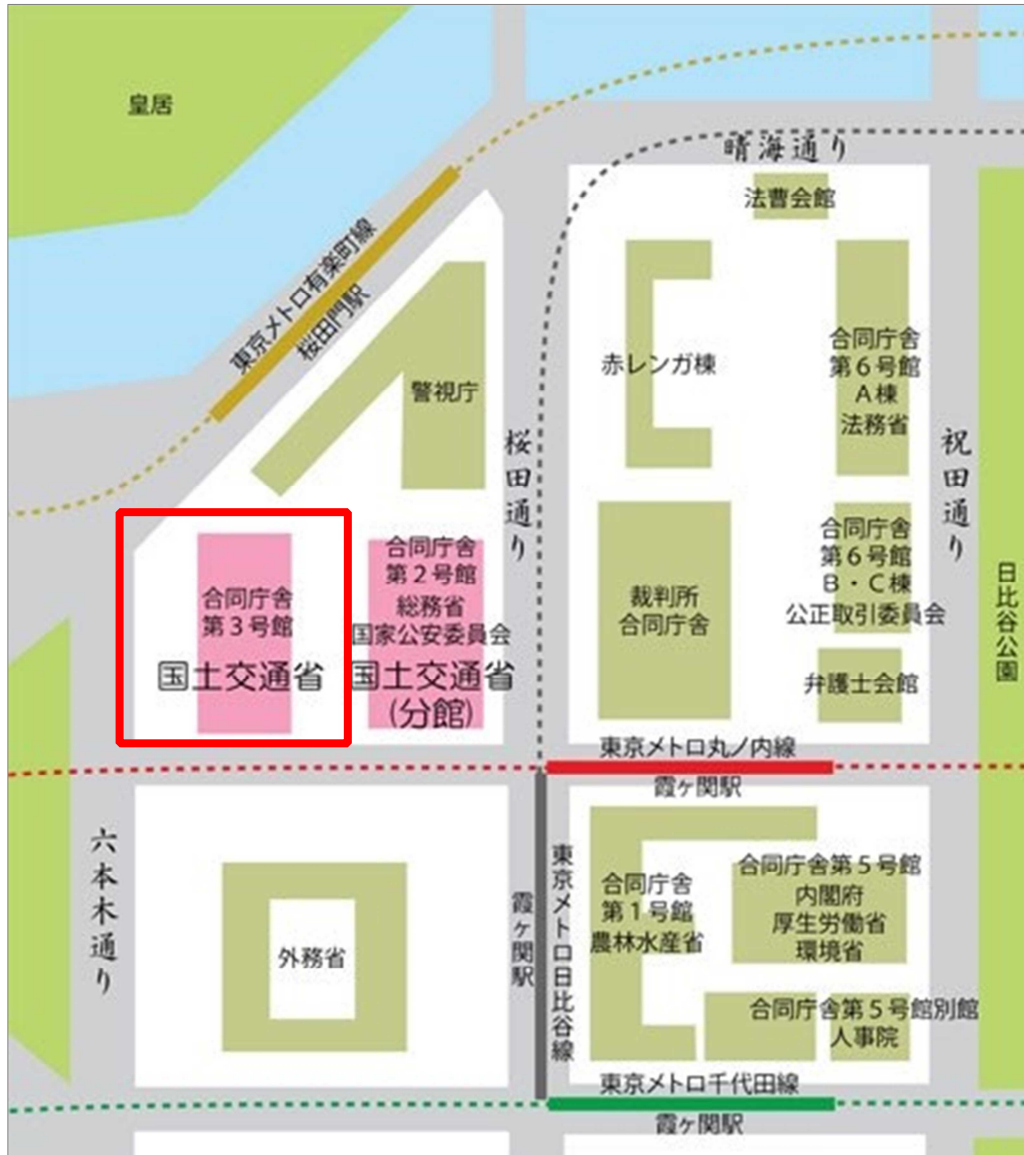 皇居
晴海通り
法曹会館
東京メトロ有楽町線
桜田門駅
警視庁
赤レンガ棟
合同庁舎
第6号館
A棟
法務省
桜田通り
祝田通り
合同庁舎
第3号館
国土交通省
合同庁舎
第2号館
総務省
国家公安委員会
国土交通省
(分館)
裁判所
合同庁舎
合同庁舎
第6号館
B・C棟
公正取引委員会
弁護士会館
日比谷公園
東京メトロ丸ノ内線
霞ヶ関駅
六本木通り
外務省
霞ヶ関駅
東京メトロ日比谷線
合同庁舎
第1号館
農林水産省
合同庁舎第5号館
内閣府
厚生労働省
環境省
合同庁舎第5号館別館
人事院
東京メトロ千代田線
霞ヶ関駅